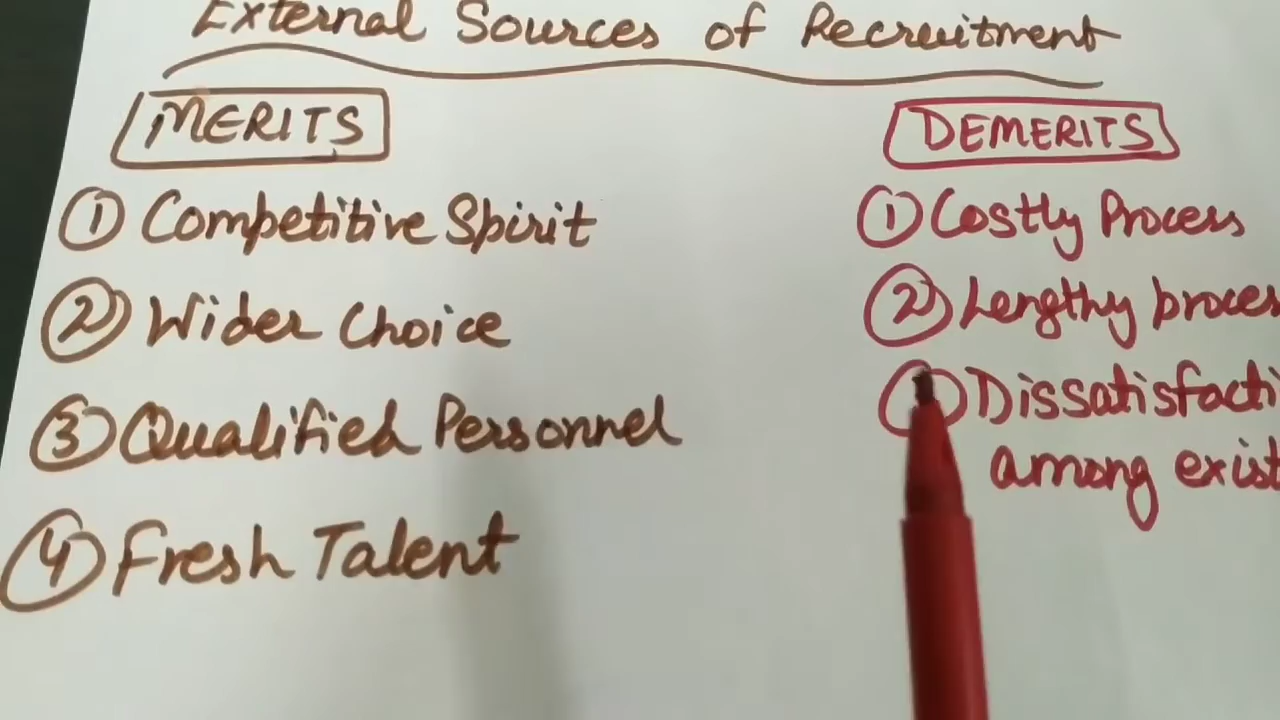 External Sources of Recruitment
MERITS
① Competitive Spirit
② Wider Choice
③ Qualified Personnel
④ Fresh Talent
DEMERITS
① Costly Process
② Lengthy proces
Dissatisfacti
among exist